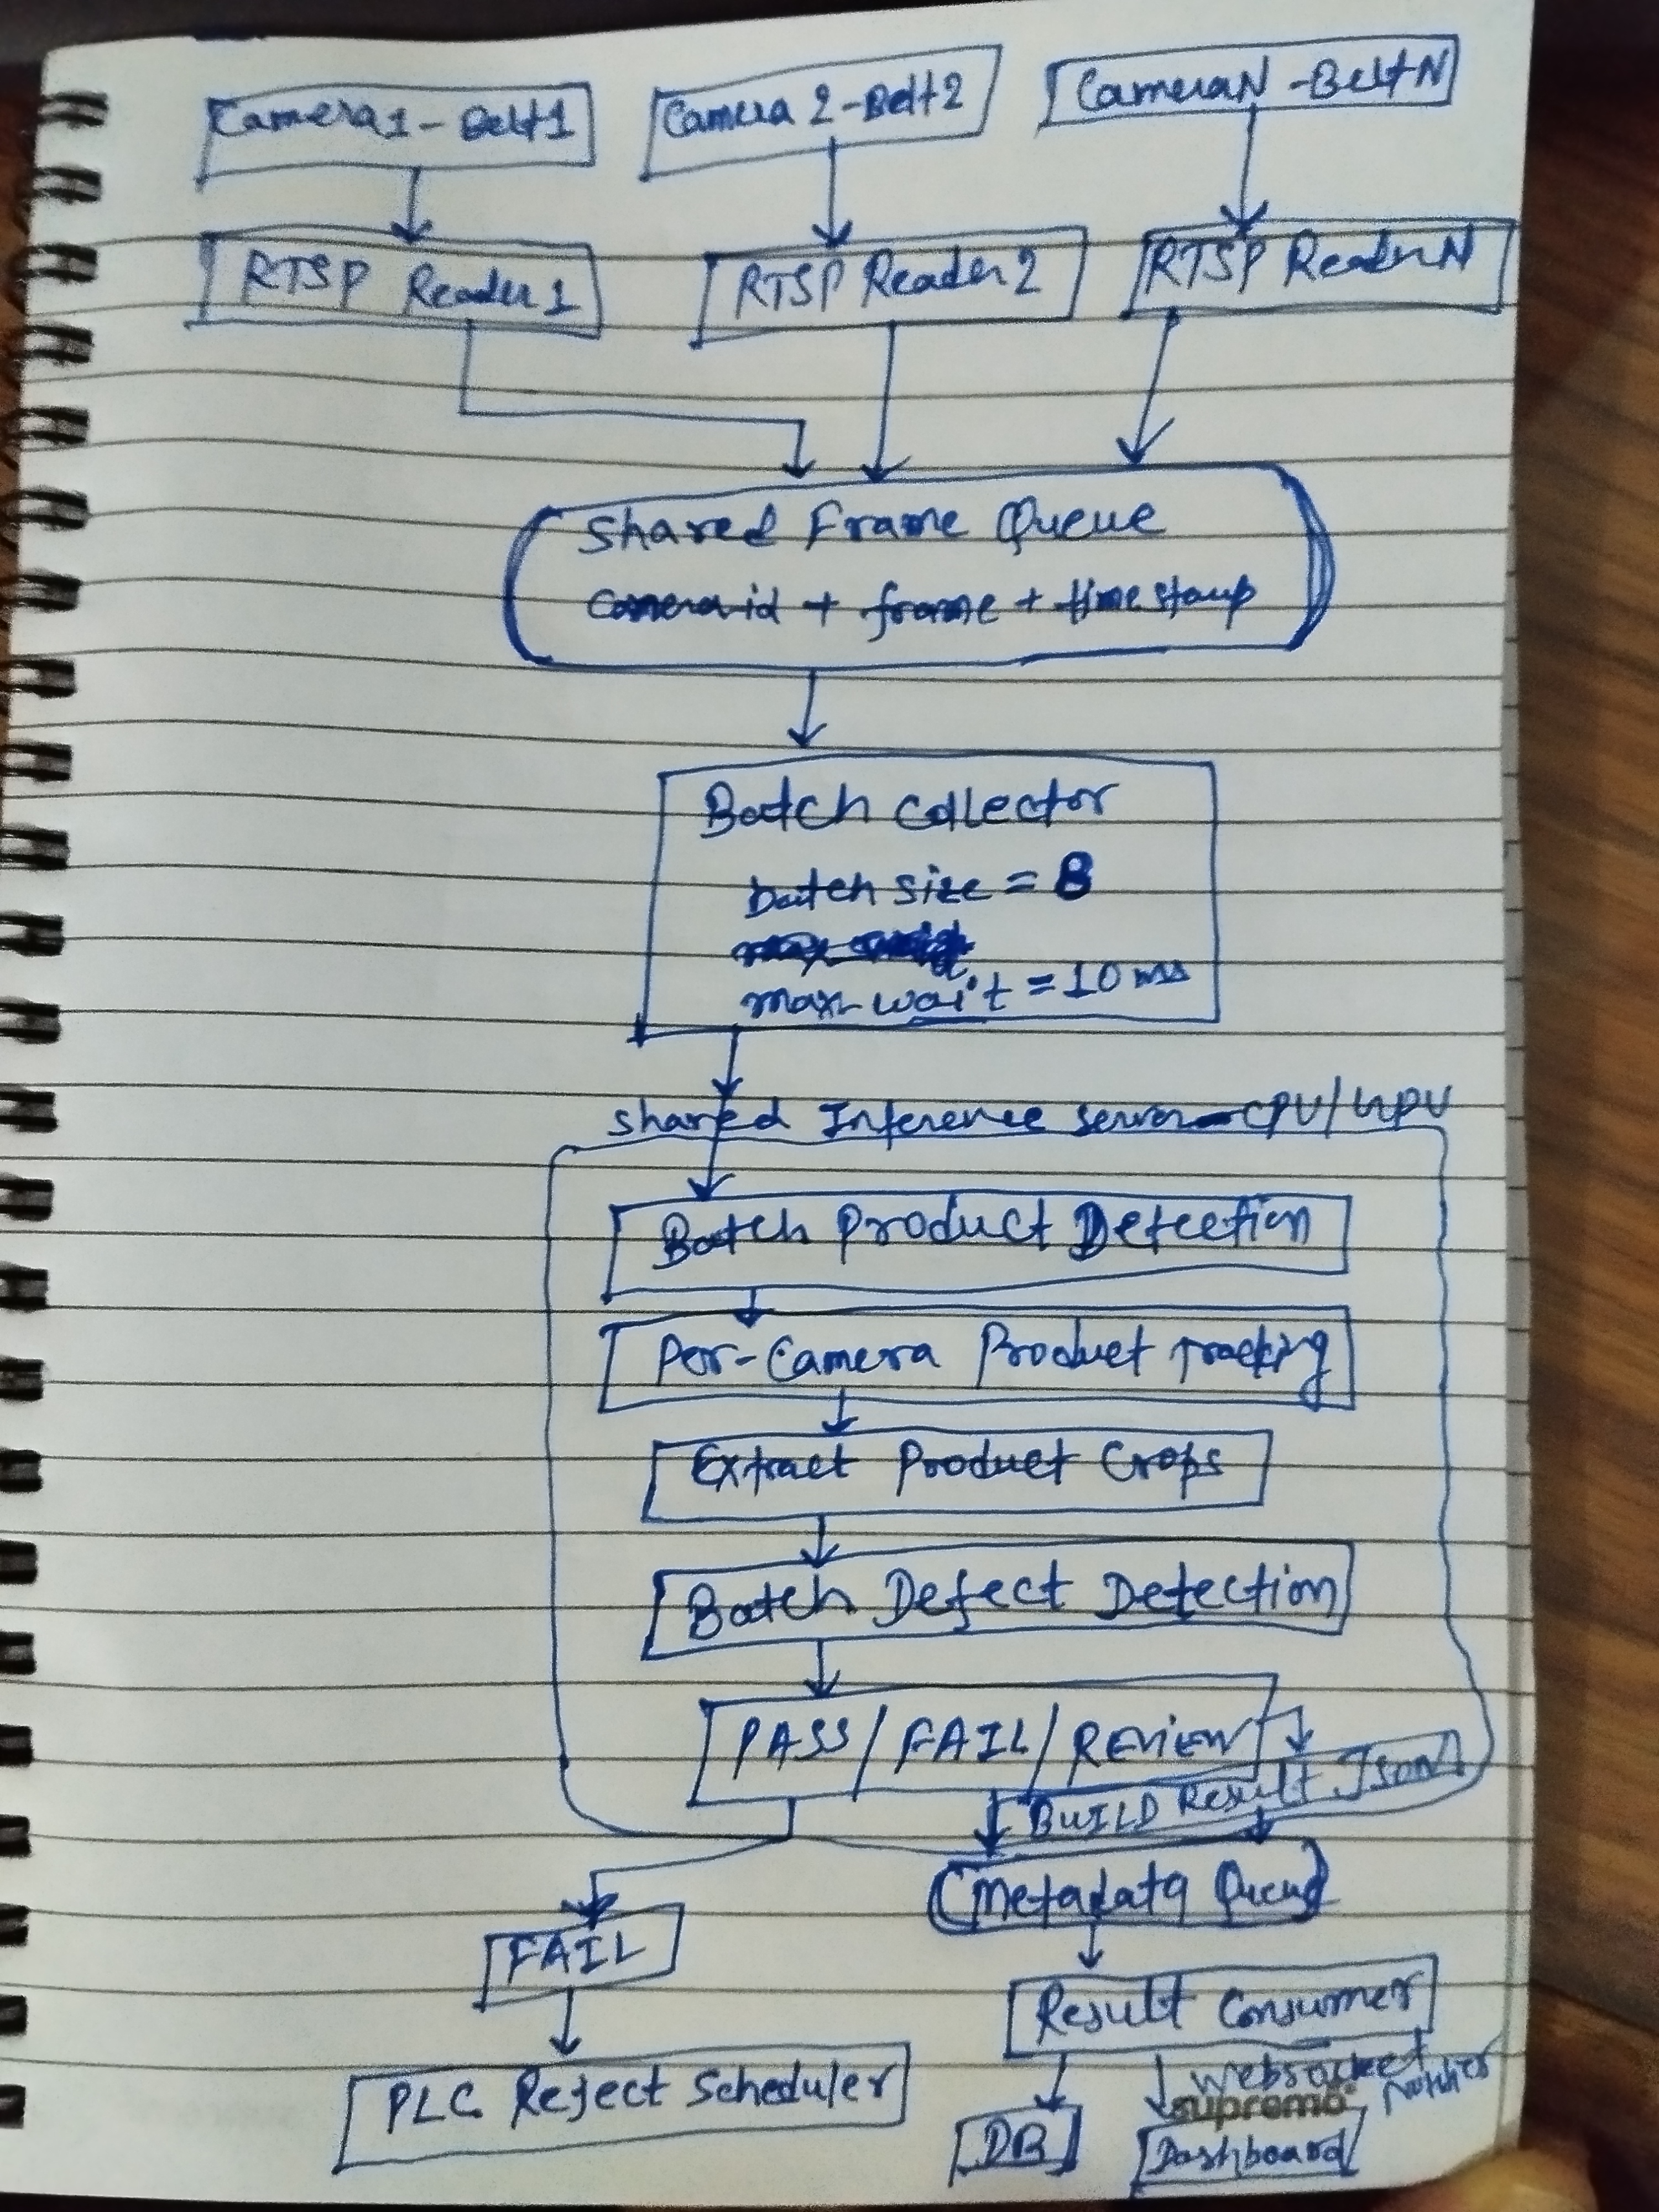 Camera1-Belt1
Camera 2-Belt2
CameraN-BeltN
RTSP Reader1
RTSP Reader2
RTSP ReaderN
Shared Frame Queue
camera-id + frame + timestamp
Batch Collector
batch size = 8
max-wait = 10 ms
shared Inference server-CPU/
Batch Product Detection
Per-Camera Product Tracking
Extract Product Crops
Batch Defect Detection
PASS/FAIL/REVIEW
BUILD Result Json
Metadata Queue
FAIL
Result Consumer
PLC Reject Scheduler
Websocket
DB
Dashboard
supremo